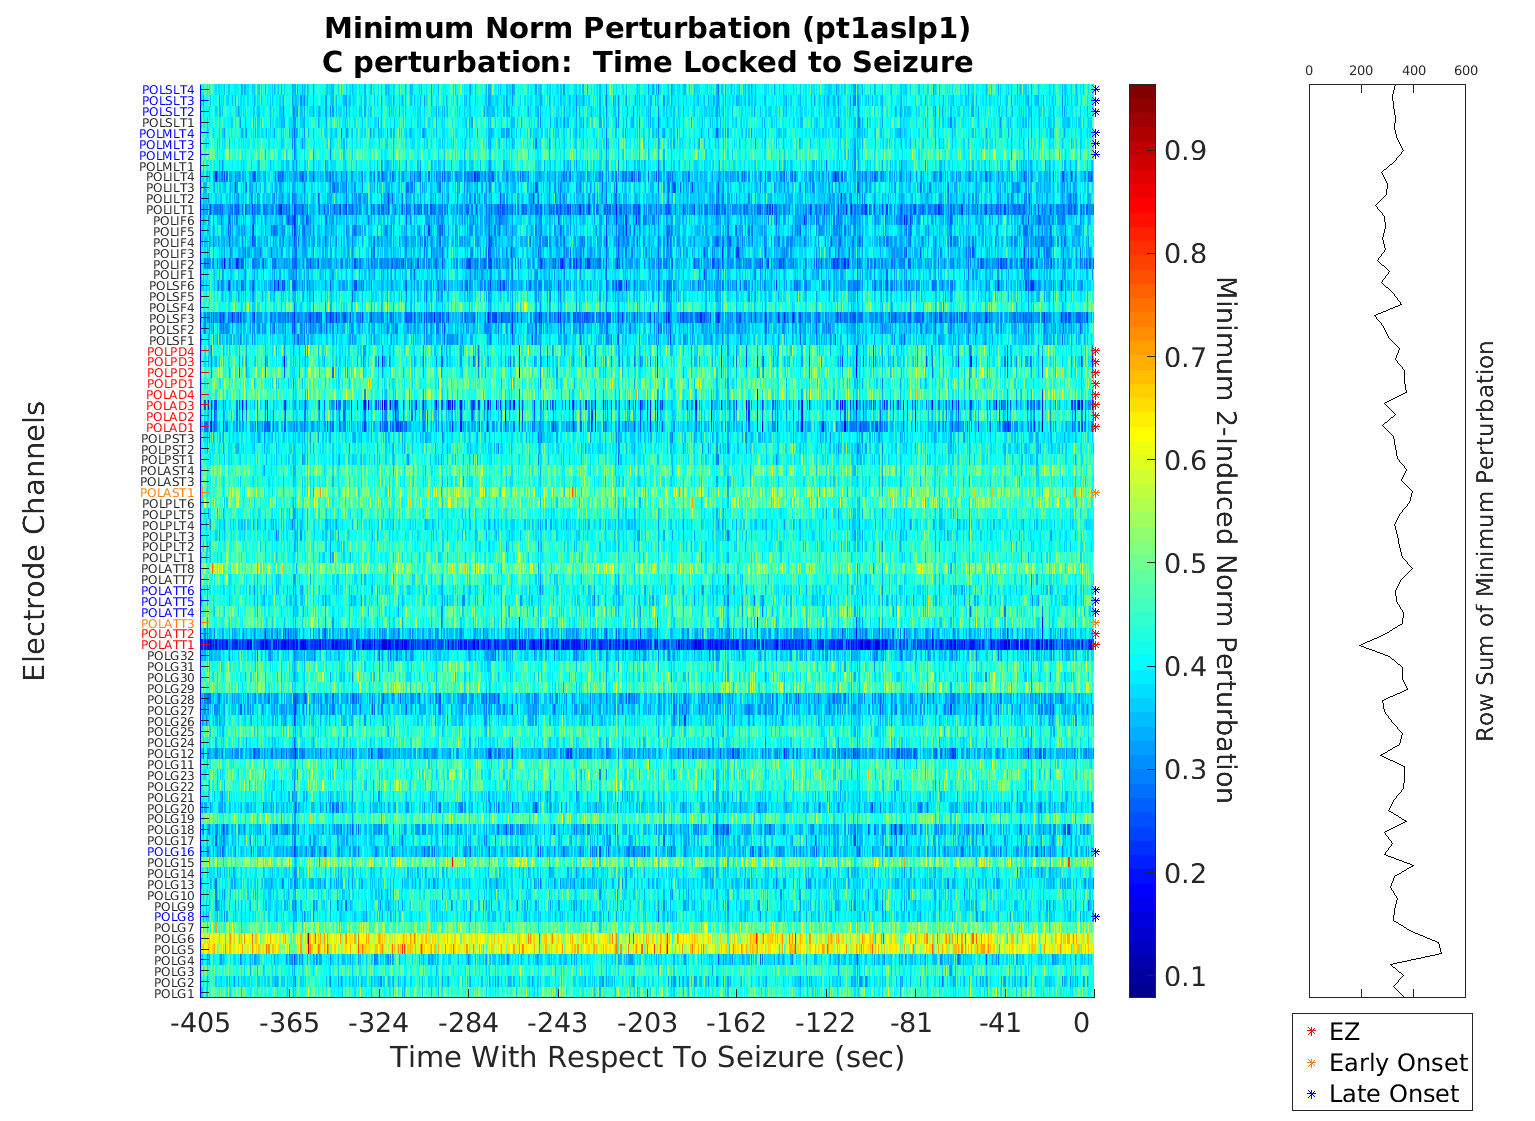 Minimum Norm Perturbation (pt1aslp1)
C perturbation:  Time Locked to Seizure
Electrode Channels
POLSLT4
POLSLT3
POLSLT2
POLSLT1
POLMLT4
POLMLT3
POLMLT2
POLMLT1
POLILT4
POLILT3
POLILT2
POLILT1
POLIF6
POLIF5
POLIF4
POLIF3
POLIF2
POLIF1
POLSF6
POLSF5
POLSF4
POLSF3
POLSF2
POLSF1
POLPD4
POLPD3
POLPD2
POLPD1
POLAD4
POLAD3
POLAD2
POLAD1
POLPST3
POLPST2
POLPST1
POLAST4
POLAST3
POLAST1
POLPLT6
POLPLT5
POLPLT4
POLPLT3
POLPLT2
POLPLT1
POLATT8
POLATT7
POLATT6
POLATT5
POLATT4
POLATT3
POLATT2
POLATT1
POLG32
POLG31
POLG30
POLG29
POLG28
POLG27
POLG26
POLG25
POLG24
POLG12
POLG11
POLG23
POLG22
POLG21
POLG20
POLG19
POLG18
POLG17
POLG16
POLG15
POLG14
POLG13
POLG10
POLG9
POLG8
POLG7
POLG6
POLG5
POLG4
POLG3
POLG2
POLG1
-405 -365 -324 -284 -243 -203 -162 -122 -81 -41 0
Time With Respect To Seizure (sec)
0.9
0.8
0.7
0.6
0.5
0.4
0.3
0.2
0.1
Minimum 2-Induced Norm Perturbation
0 200 400 600
Row Sum of Minimum Perturbation
EZ
Early Onset
Late Onset